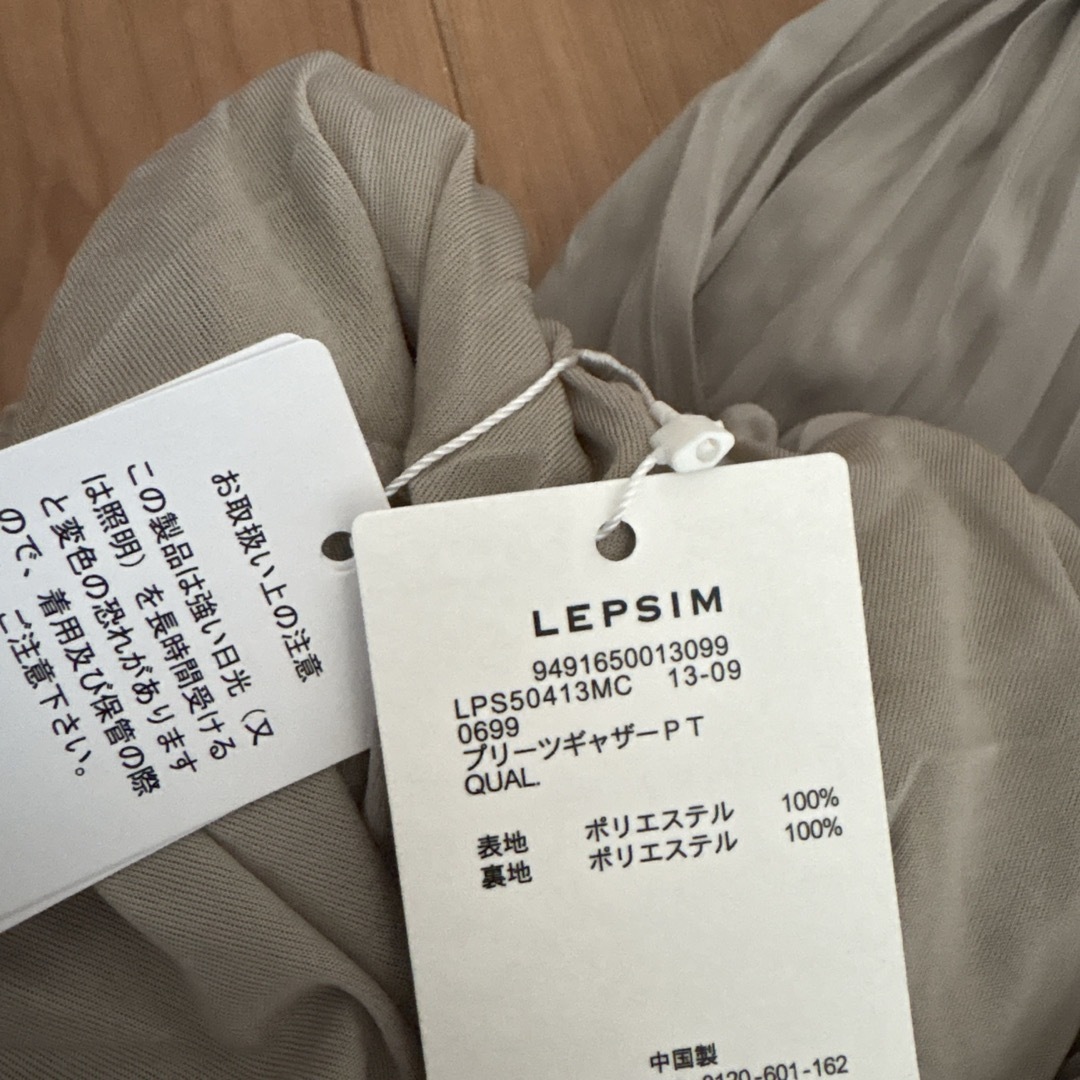 お取扱い上の注意
この製品は強い日光(又
は照明)を長時間受ける
と変色の恐れがあります
ので、着用及び保管の際
ご注意下さい。
LEPSIM
9491650013099
LPS50413MC 13-09
0699
プリーツギャザーPT
QUAL.
表地 ポリエステル 100%
裏地 ポリエステル 100%
中国製
0120-601-162